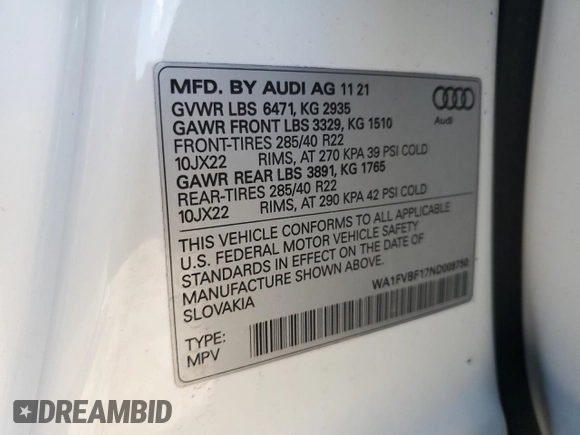 MFD. BY AUDI AG 11 21
GVWR LBS 6471, KG 2935
GAWR FRONT LBS 3329, KG 1510
FRONT-TIRES 285/40 R22
10JX22 RIMS, AT 270 KPA 39 PSI COLD
GAWR REAR LBS 3891, KG 1765
REAR-TIRES 285/40 R22
10JX22 RIMS, AT 290 KPA 42 PSI COLD
Audi
THIS VEHICLE CONFORMS TO ALL APPLICABLE
U.S. FEDERAL MOTOR VEHICLE SAFETY
STANDARDS IN EFFECT ON THE DATE OF
MANUFACTURE SHOWN ABOVE.
SLOVAKIA
WA1FVBF17ND009750
TYPE:
MPV
DREAMBID